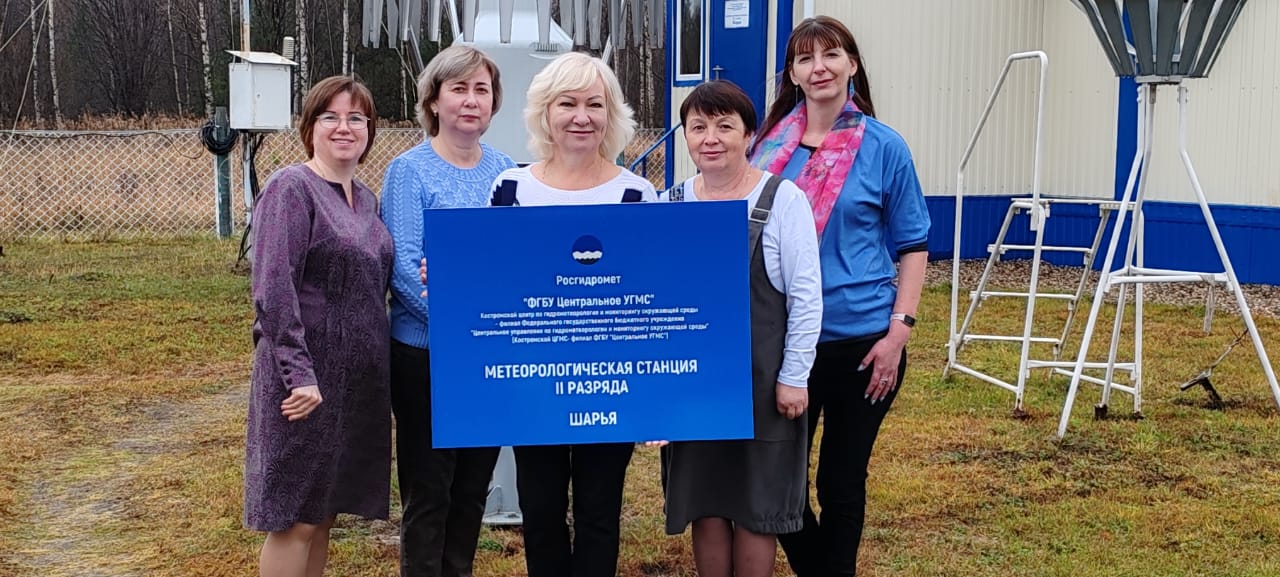 Росгидромет
"ФГБУ Центральное УГМС"
Костромской центр по гидрометеорологии и мониторингу окружающей среды
- филиал Федерального государственного бюджетного учреждения
"Центральное управление по гидрометеорологии и мониторингу окружающей среды"
(Костромской ЦГМС- филиал ФГБУ "Центральное УГМС")
МЕТЕОРОЛОГИЧЕСКАЯ СТАНЦИЯ
II РАЗРЯДА
ШАРЬЯ